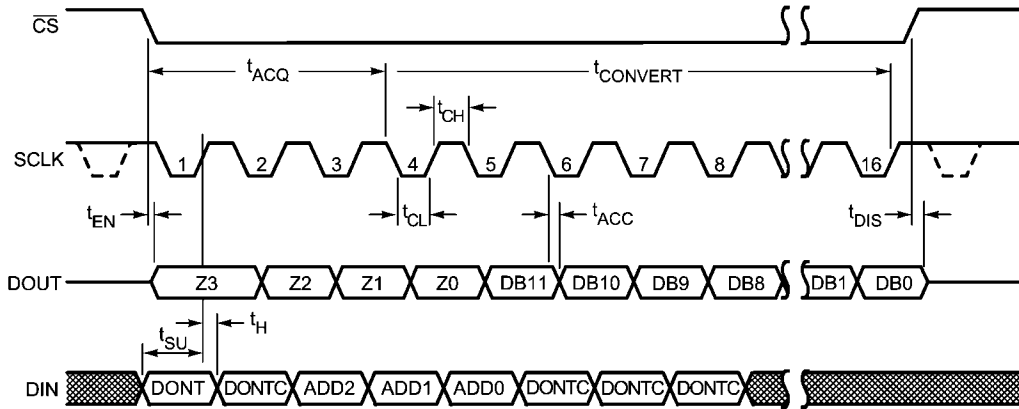 CS
tACQ
tCONVERT
tCH
SCLK
1 2 3 4 5 6 7 8 16
tEN
tCL
tACC
tDIS
DOUT
Z3 Z2 Z1 Z0 DB11 DB10 DB9 DB8 DB1 DB0
tSU
tH
DIN
DONT DONTC ADD2 ADD1 ADD0 DONTC DONTC DONTC